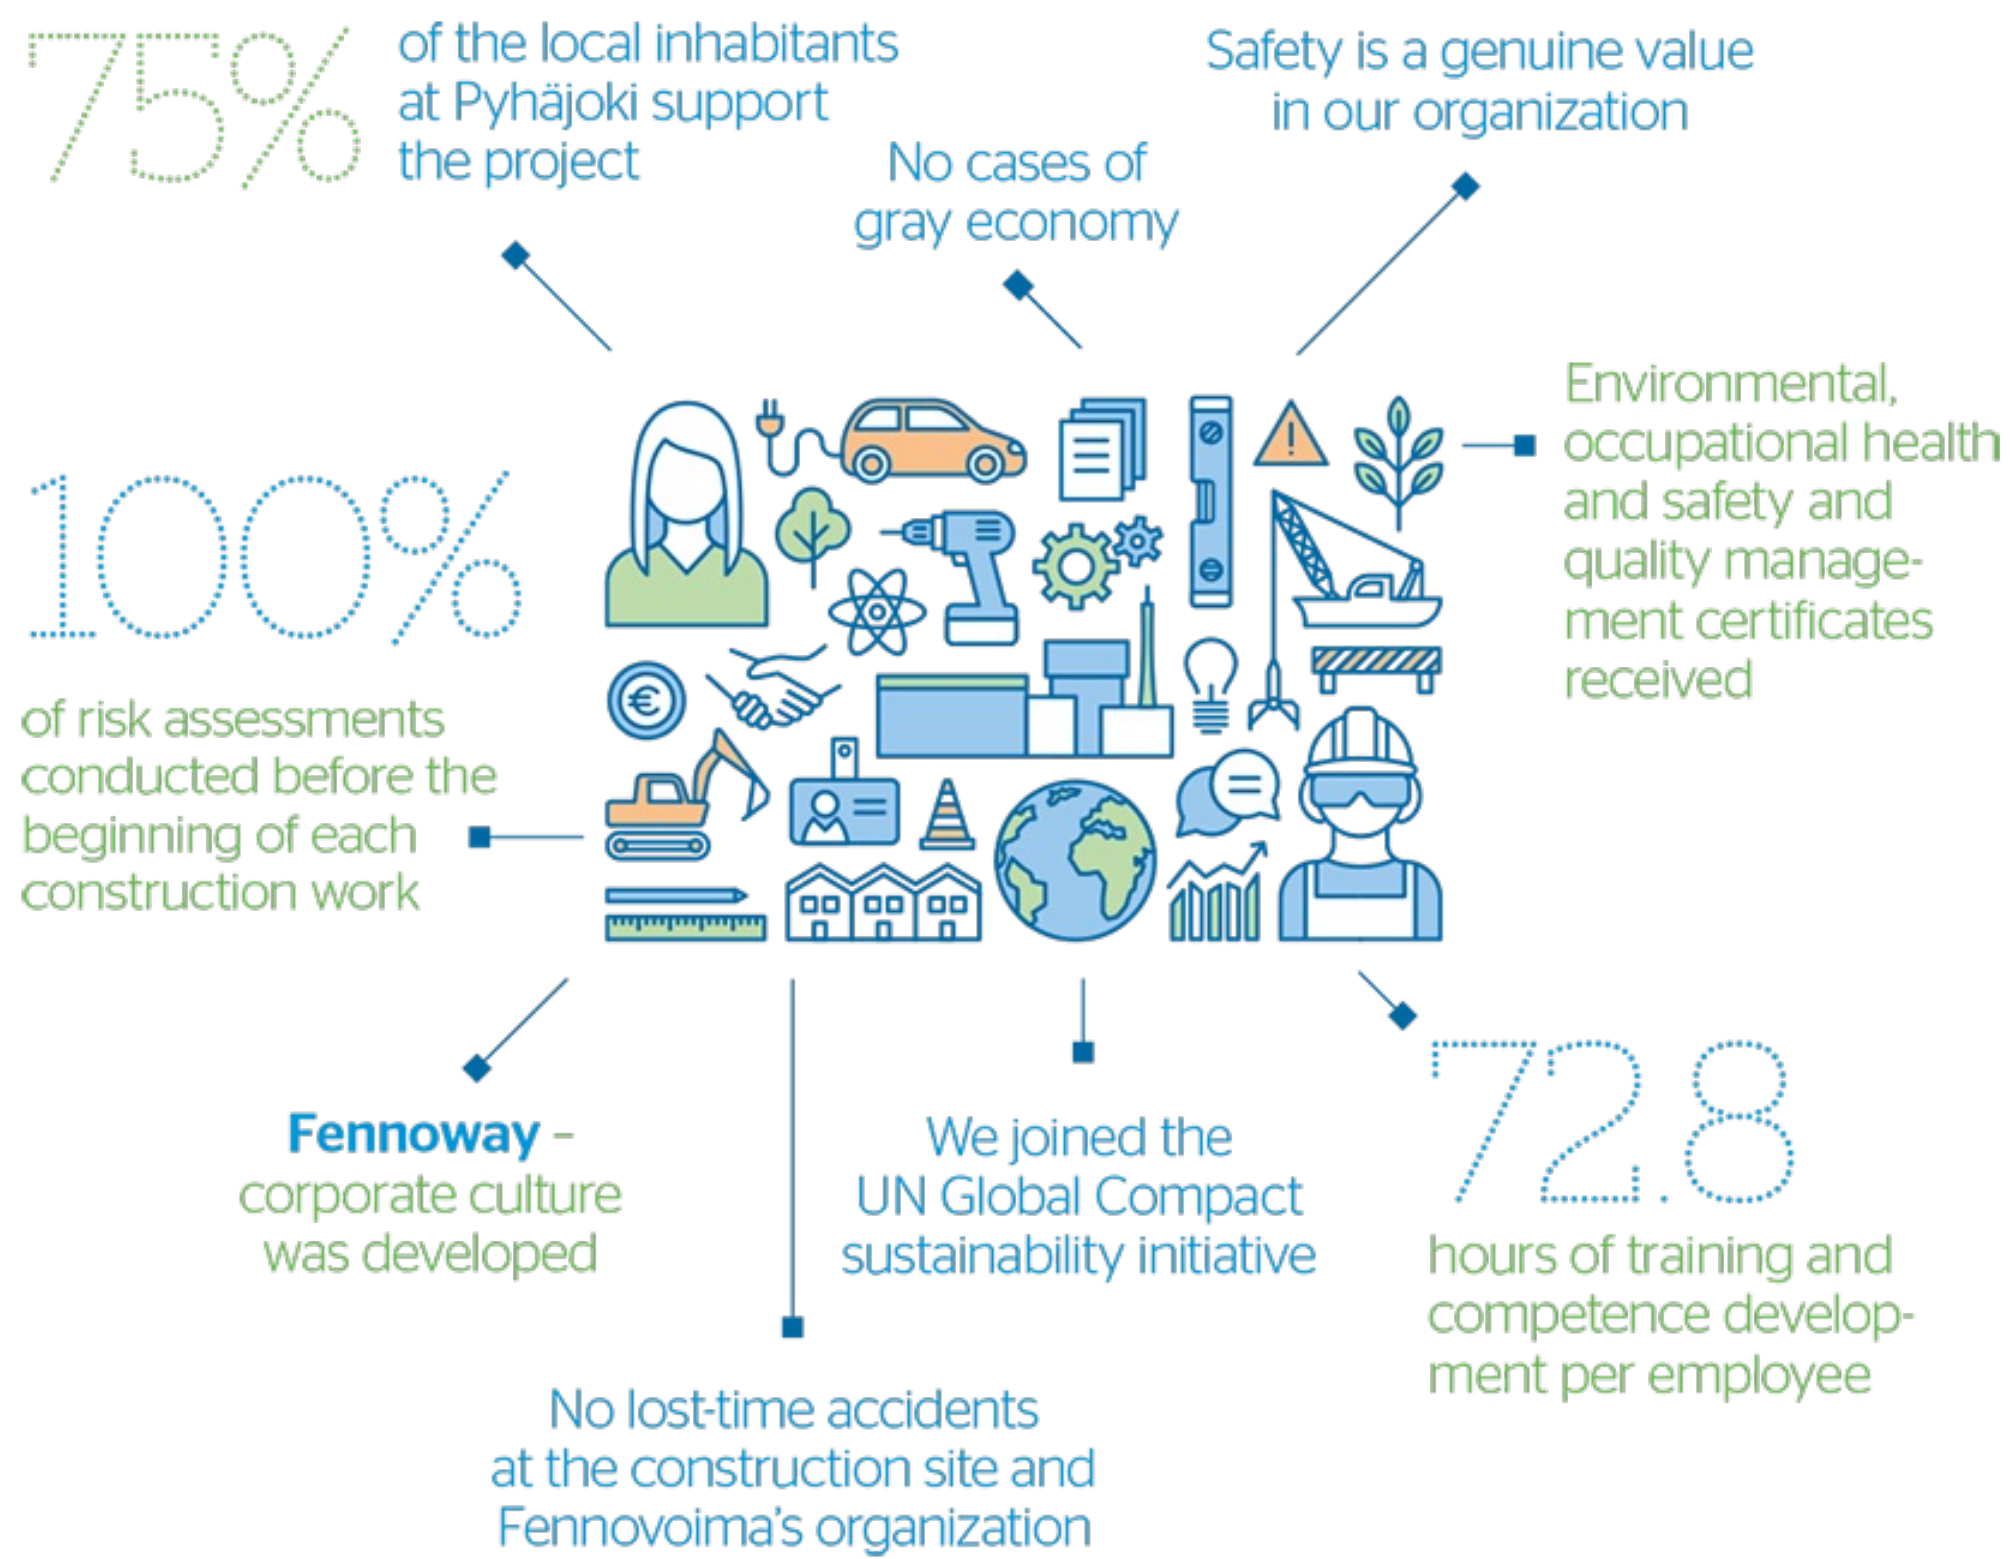 75%
of the local inhabitants
at Pyhäjoki support
the project
No cases of
gray economy
Safety is a genuine value
in our organization
Environmental,
occupational health
and safety and
quality manage-
ment certificates
received
100%
of risk assessments
conducted before the
beginning of each
construction work
€
!
Fennoway –
corporate culture
was developed
No lost-time accidents
at the construction site and
Fennovoima's organization
We joined the
UN Global Compact
sustainability initiative
72.8
hours of training and
competence develop-
ment per employee